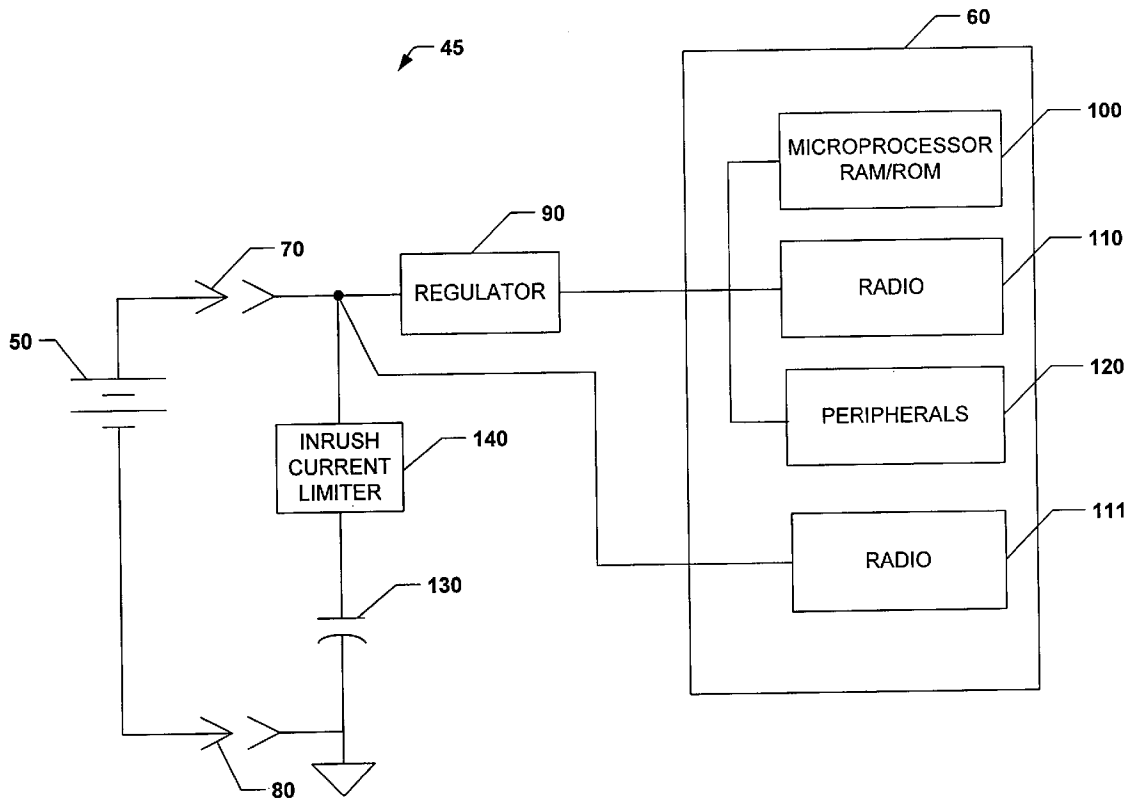 60
45
100
MICROPROCESSOR
RAM/ROM
90
70
110
REGULATOR
RADIO
50
120
PERIPHERALS
INRUSH
CURRENT
LIMITER
140
111
RADIO
130
80